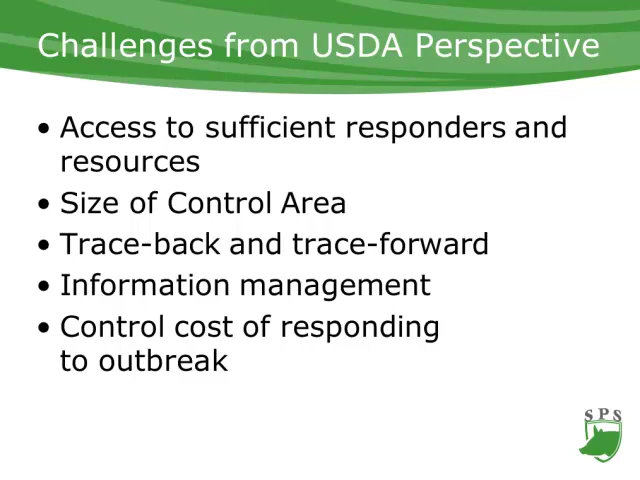 Challenges from USDA Perspective
• Access to sufficient responders and
resources
• Size of Control Area
• Trace-back and trace-forward
• Information management
• Control cost of responding
to outbreak
SPS